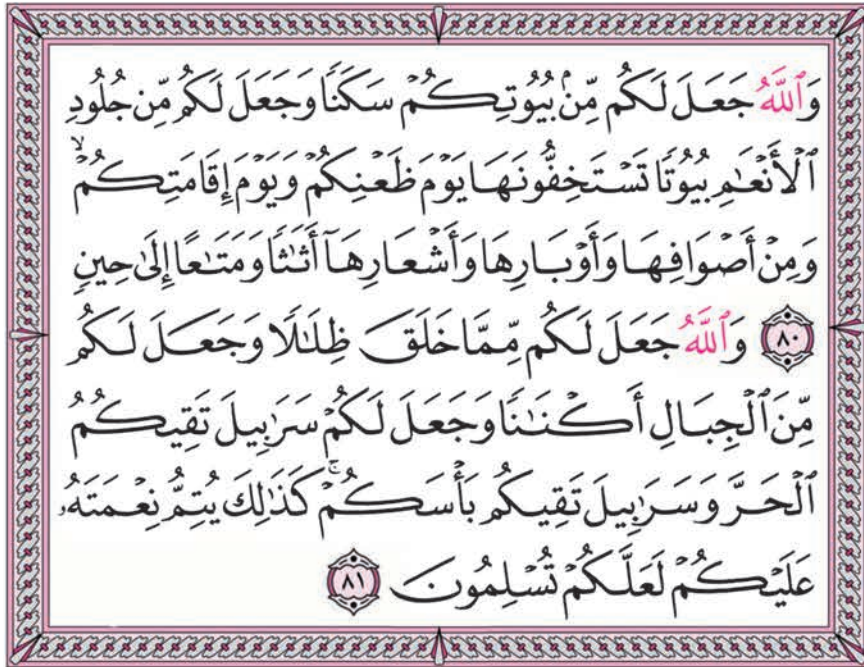 وَٱللَّهُ جَعَلَ لَكُم مِّنۢ بُيُوتِكُمۡ سَكَنٗا وَجَعَلَ لَكُم مِّن جُلُودِ
ٱلۡأَنۡعَٰمِ بُيُوتٗا تَسۡتَخِفُّونَهَا يَوۡمَ ظَعۡنِكُمۡ وَيَوۡمَ إِقَامَتِكُمۡۙ
وَمِنۡ أَصۡوَافِهَا وَأَوۡبَارِهَا وَأَشۡعَارِهَآ أَثَٰثٗا وَمَتَٰعًا إِلَىٰ حِينٖ
٨٠ وَٱللَّهُ جَعَلَ لَكُم مِّمَّا خَلَقَ ظِلَٰلٗا وَجَعَلَ لَكُم
مِّنَ ٱلۡجِبَالِ أَكۡنَٰنٗا وَجَعَلَ لَكُمۡ سَرَٰبِيلَ تَقِيكُمُ
ٱلۡحَرَّ وَسَرَٰبِيلَ تَقِيكُم بَأۡسَكُمۡۚ كَذَٰلِكَ يُتِمُّ نِعۡمَتَهُۥ
عَلَيۡكُمۡ لَعَلَّكُمۡ تُسۡلِمُونَ ٨١